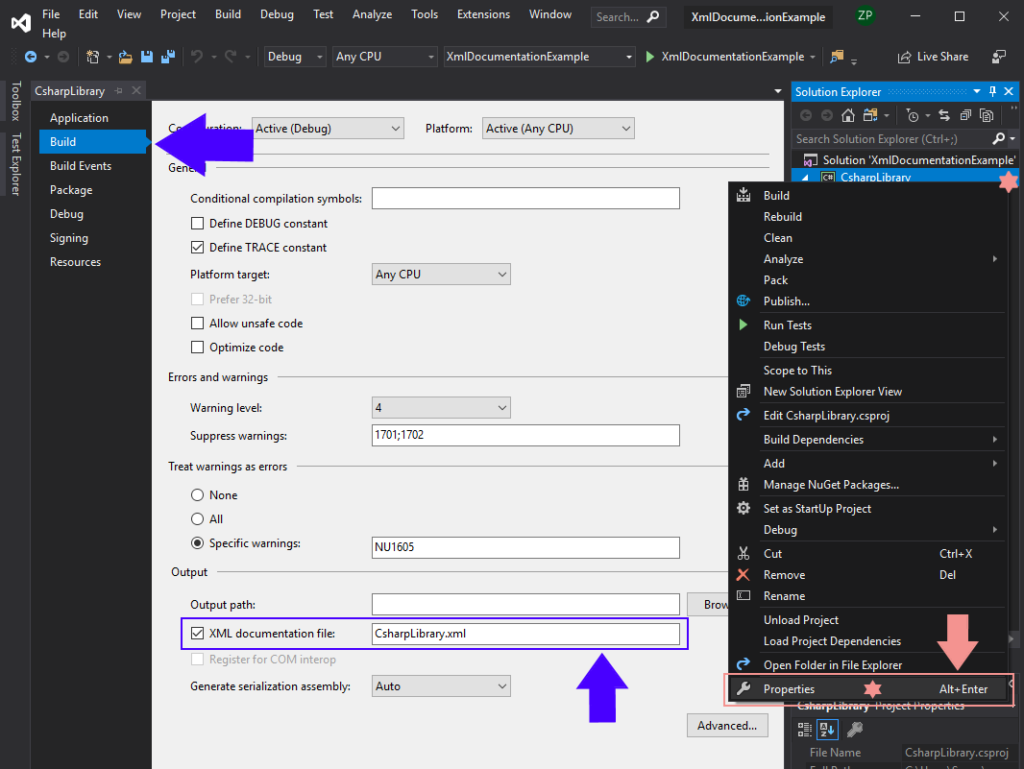 File Edit View Project Build Debug Test Analyze Tools Extensions Window Search... XmlDocume...ionExample ZP
Help
Debug Any CPU XmlDocumentationExample XmlDocumentationExample Live Share
Toolbox
Test Explorer
CsharpLibrary
Application
Build
Build Events
Package
Debug
Signing
Resources
Active (Debug) Platform: Active (Any CPU)
Conditional compilation symbols:
Define DEBUG constant
Define TRACE constant
Platform target: Any CPU
Prefer 32-bit
Allow unsafe code
Optimize code
Errors and warnings
Warning level: 4
Suppress warnings: 1701;1702
Treat warnings as errors
None
All
Specific warnings: NU1605
Output
Output path: Brow
XML documentation file: CsharpLibrary.xml
Register for COM interop
Generate serialization assembly: Auto
Advanced...
Solution Explorer
Search Solution Explorer (Ctrl+;)
Solution 'XmlDocumentationExample'
C# CsharpLibrary
Build
Rebuild
Clean
Analyze
Pack
Publish...
Run Tests
Debug Tests
Scope to This
New Solution Explorer View
Edit CsharpLibrary.csproj
Build Dependencies
Add
Manage NuGet Packages...
Set as StartUp Project
Debug
Cut Ctrl+X
Remove Del
Rename
Unload Project
Load Project Dependencies
Open Folder in File Explorer
Properties Alt+Enter
CsharpLibrary Project Properties
File Name CsharpLibrary.csproj